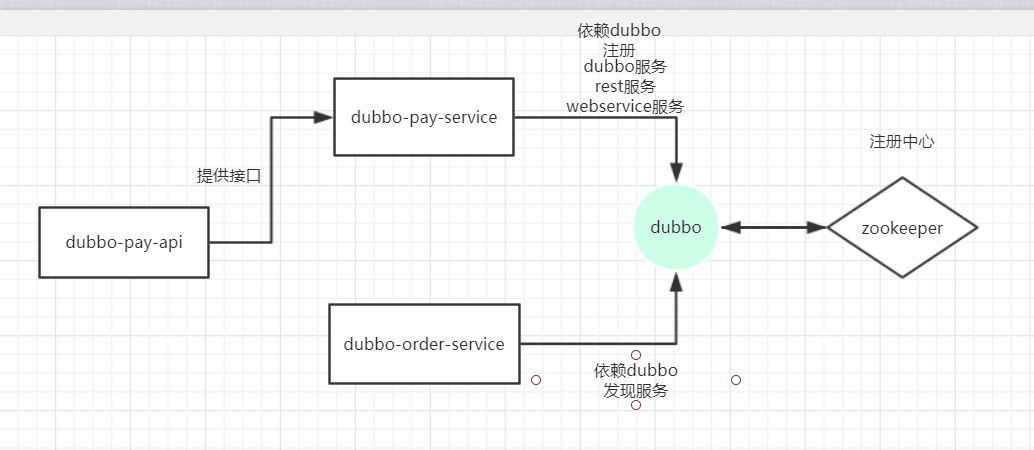 依赖dubbo
注册
dubbo服务
rest服务
webservice服务
dubbo-pay-service
注册中心
提供接口
dubbo-pay-api
dubbo
zookeeper
dubbo-order-service
依赖dubbo
发现服务